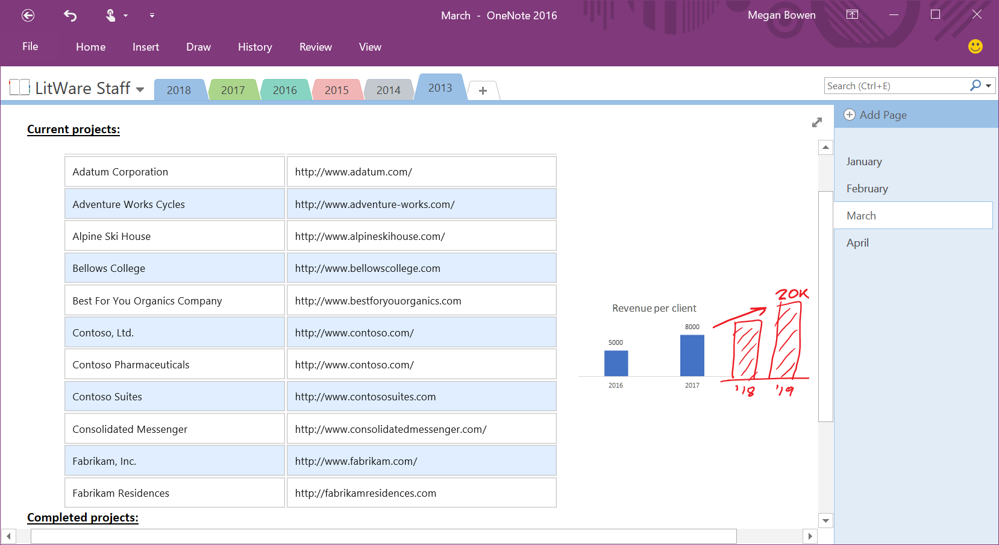 March - OneNote 2016
Megan Bowen
File Home Insert Draw History Review View
LitWare Staff
2018 2017 2016 2015 2014 2013 +
Search (Ctrl+E)
Add Page
January
February
March
April
Current projects:
Adatum Corporation http://www.adatum.com/
Adventure Works Cycles http://www.adventure-works.com/
Alpine Ski House http://www.alpineskihouse.com/
Bellows College http://www.bellowscollege.com
Best For You Organics Company http://www.bestforyouorganics.com
Contoso, Ltd. http://www.contoso.com/
Contoso Pharmaceuticals http://www.contoso.com/
Contoso Suites http://www.contososuites.com
Consolidated Messenger http://www.consolidatedmessenger.com/
Fabrikam, Inc. http://www.fabrikam.com/
Fabrikam Residences http://fabrikamresidences.com
Revenue per client
20K
8000
5000
2016 2017 '18 '19
Completed projects: